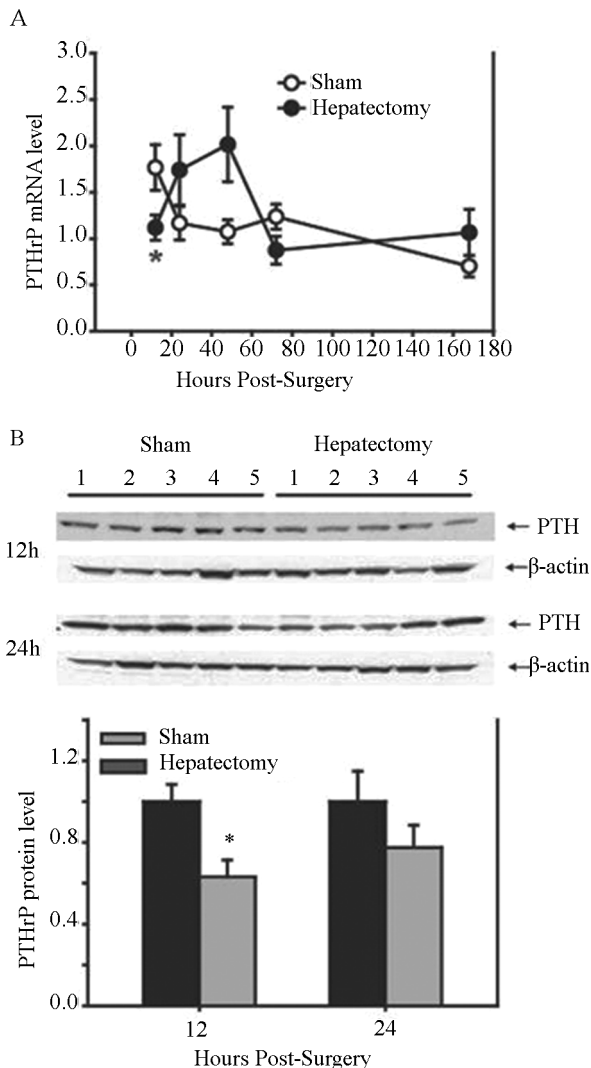 A
3.0
2.5
2.0
1.5
1.0
0.5
0.0
PTHrP mRNA level
Sham
Hepatectomy
*
0 20 40 60 80 100 120 140 160 180
Hours Post-Surgery
B
Sham Hepatectomy
1 2 3 4 5 1 2 3 4 5
12h
PTH
β-actin
24h
PTH
β-actin
Sham
Hepatectomy
1.2
0.8
0.4
0.0
PTHrP protein level
*
12 24
Hours Post-Surgery